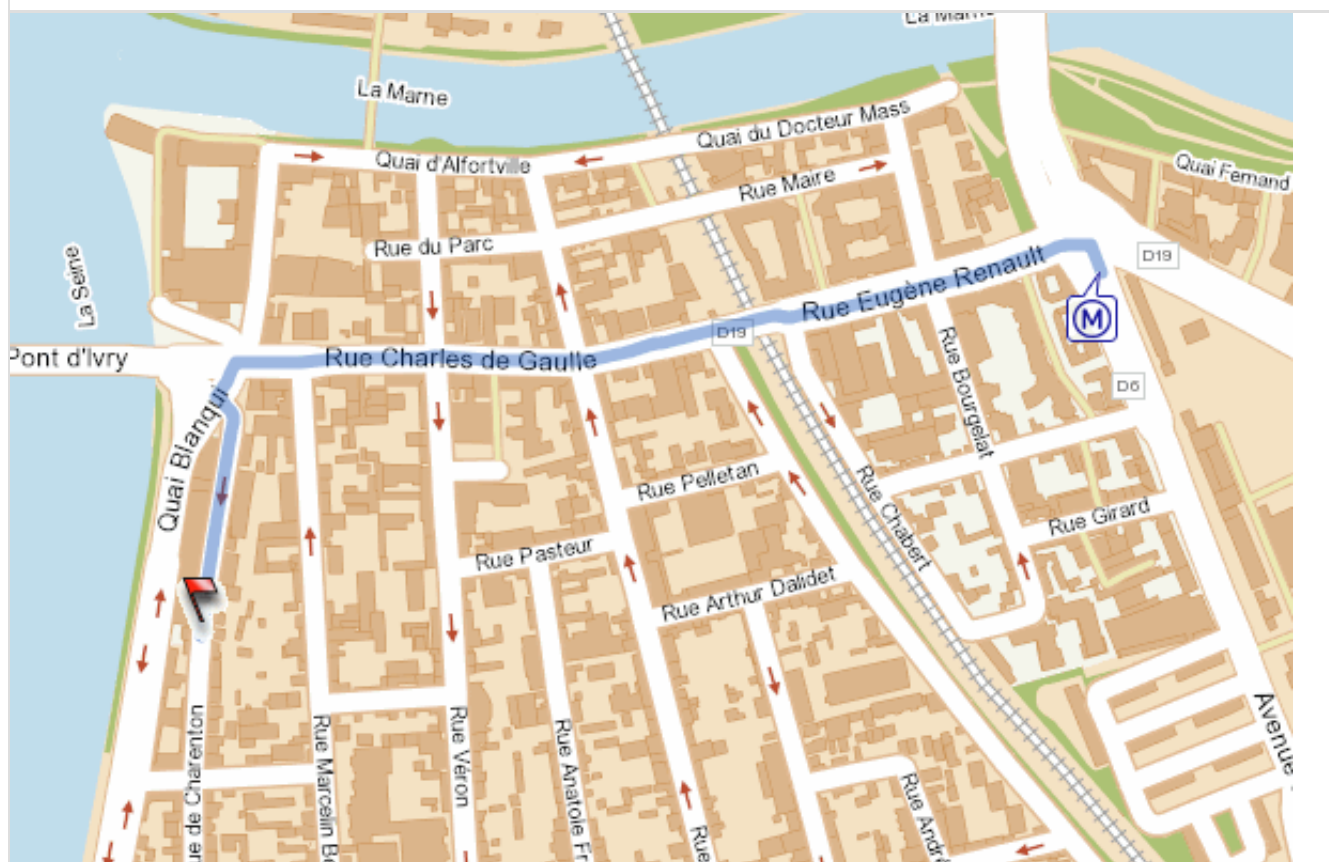 La Marne
La Marne
Quai du Docteur Mass
Quai d'Alfortville
Quai Fernand
Rue Maire
Rue du Parc
La Seine
D19
Rue Eugène Renault
M
D19
Pont d'Ivry
Rue Charles de Gaulle
D6
Rue Bourgelat
Quai Blanqui
Rue Pelletan
Rue Chabert
Rue Girard
Rue Pasteur
Rue Arthur Dalidet
Avenue
Rue Marcelin Be
Rue Véron
Rue Anatole Fr
Rue
Rue André
de Charenton